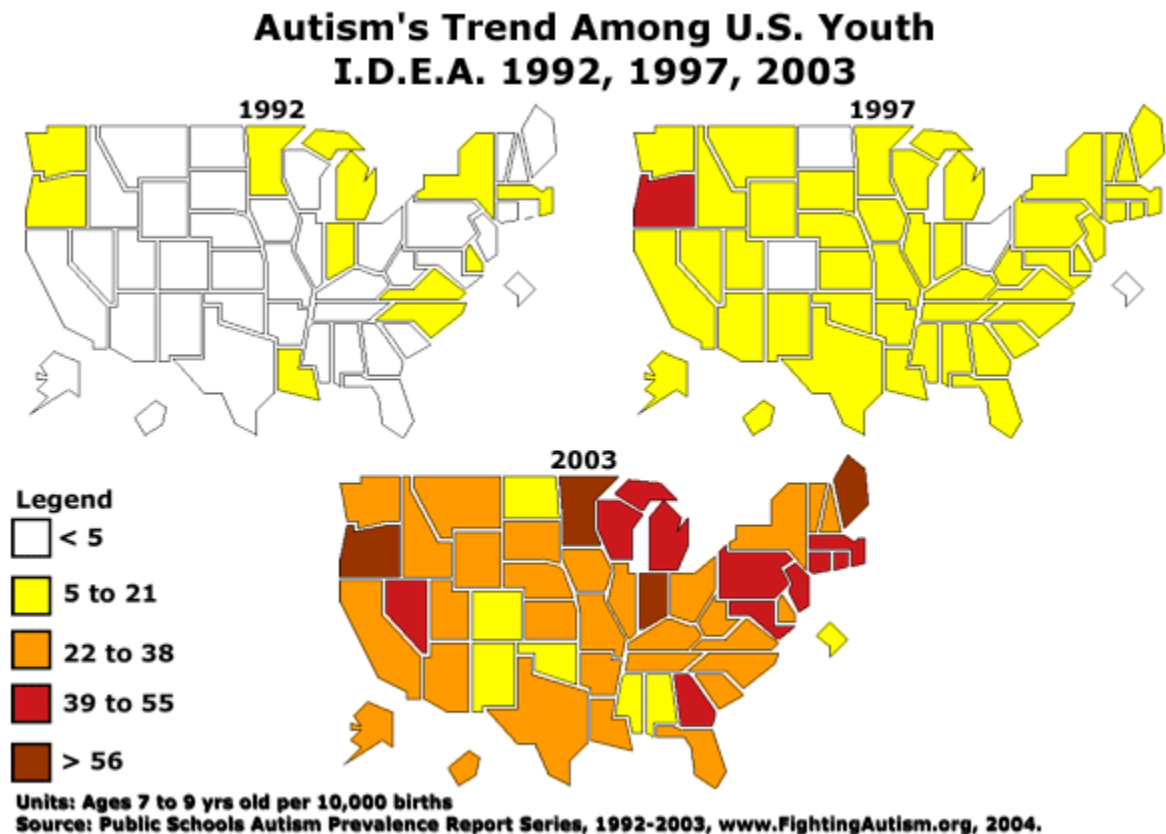 Autism's Trend Among U.S. Youth
I.D.E.A. 1992, 1997, 2003
1992
1997
2003
Legend
< 5
5 to 21
22 to 38
39 to 55
> 56
Units: Ages 7 to 9 yrs old per 10,000 births
Source: Public Schools Autism Prevalence Report Series, 1992-2003, www.FightingAutism.org, 2004.